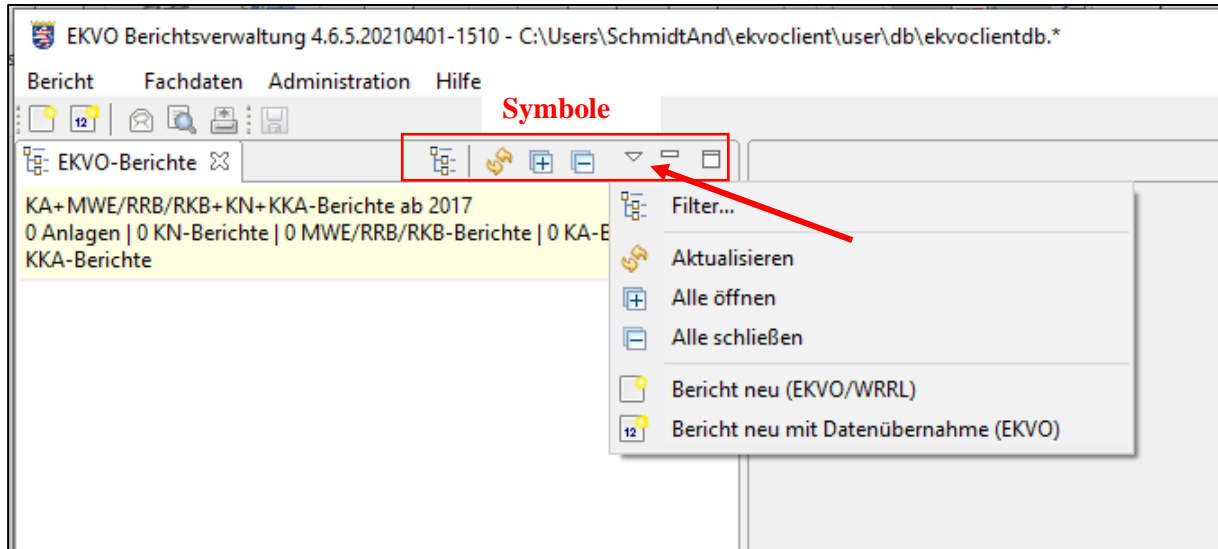 EKVO Berichtsverwaltung 4.6.5.20210401-1510 - C:\Users\SchmidtAnd\ekvoclient\user\db\ekvoclientdb.*
Bericht Fachdaten Administration Hilfe
12
Symbole
EKVO-Berichte
KA+MWE/RRB/RKB+KN+KKA-Berichte ab 2017
0 Anlagen | 0 KN-Berichte | 0 MWE/RRB/RKB-Berichte | 0 KA-B
KKA-Berichte
Filter...
Aktualisieren
Alle öffnen
Alle schließen
Bericht neu (EKVO/WRRL)
12 Bericht neu mit Datenübernahme (EKVO)